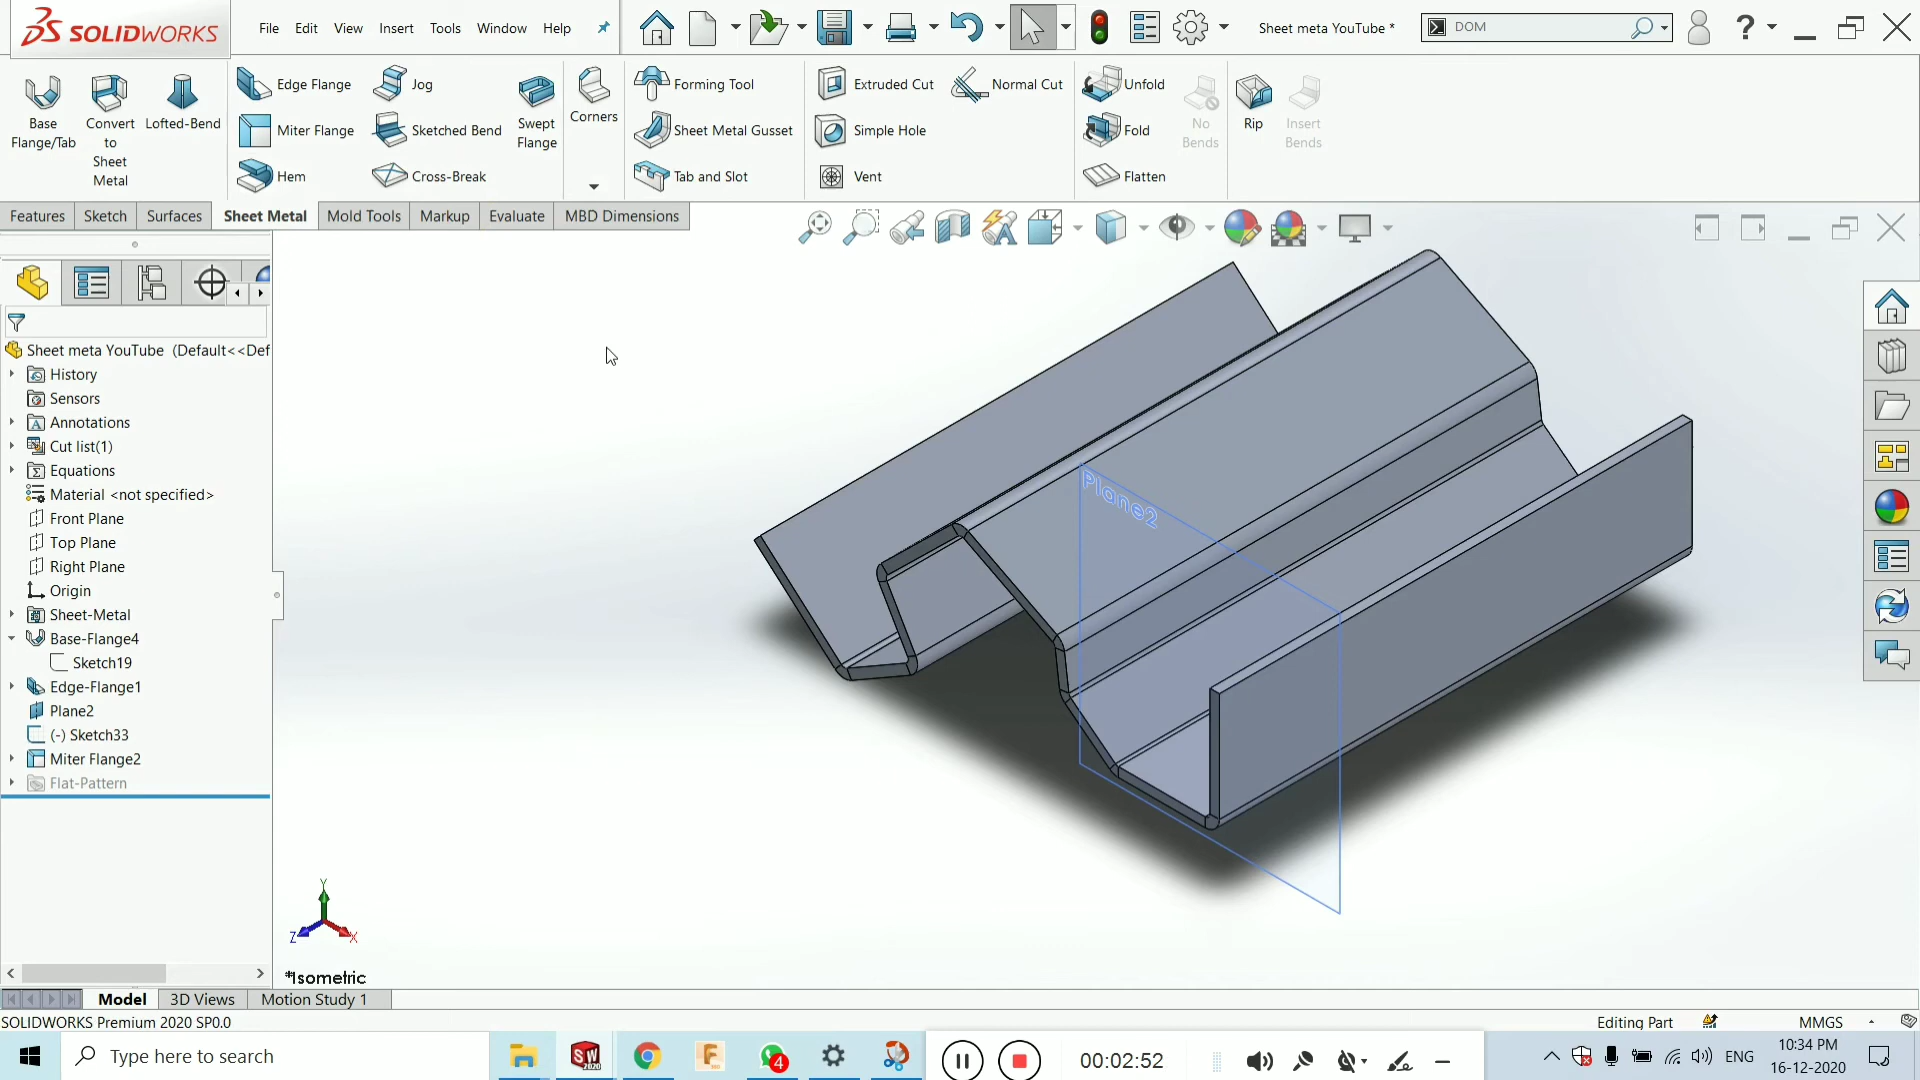 SOLIDWORKS
File Edit View Insert Tools Window Help
Sheet meta YouTube *
DOM
?
Base Flange/Tab
Convert to Sheet Metal
Lofted-Bend
Edge Flange
Miter Flange
Hem
Jog
Sketched Bend
Cross-Break
Swept Flange
Corners
Forming Tool
Sheet Metal Gusset
Tab and Slot
Extruded Cut
Simple Hole
Vent
Normal Cut
Unfold
Fold
Flatten
No Bends
Rip
Insert Bends
Features Sketch Surfaces Sheet Metal Mold Tools Markup Evaluate MBD Dimensions
Sheet meta YouTube (Default<<Def
History
Sensors
Annotations
Cut list(1)
Equations
Material <not specified>
Front Plane
Top Plane
Right Plane
Origin
Sheet-Metal
Base-Flange4
Sketch19
Edge-Flange1
Plane2
(-) Sketch33
Miter Flange2
Flat-Pattern
Plane2
Y
Z
X
*Isometric
Model 3D Views Motion Study 1
SOLIDWORKS Premium 2020 SP0.0
Editing Part
MMGS
Type here to search
SW
2020
F
4
00:02:52
ENG
10:34 PM
16-12-2020